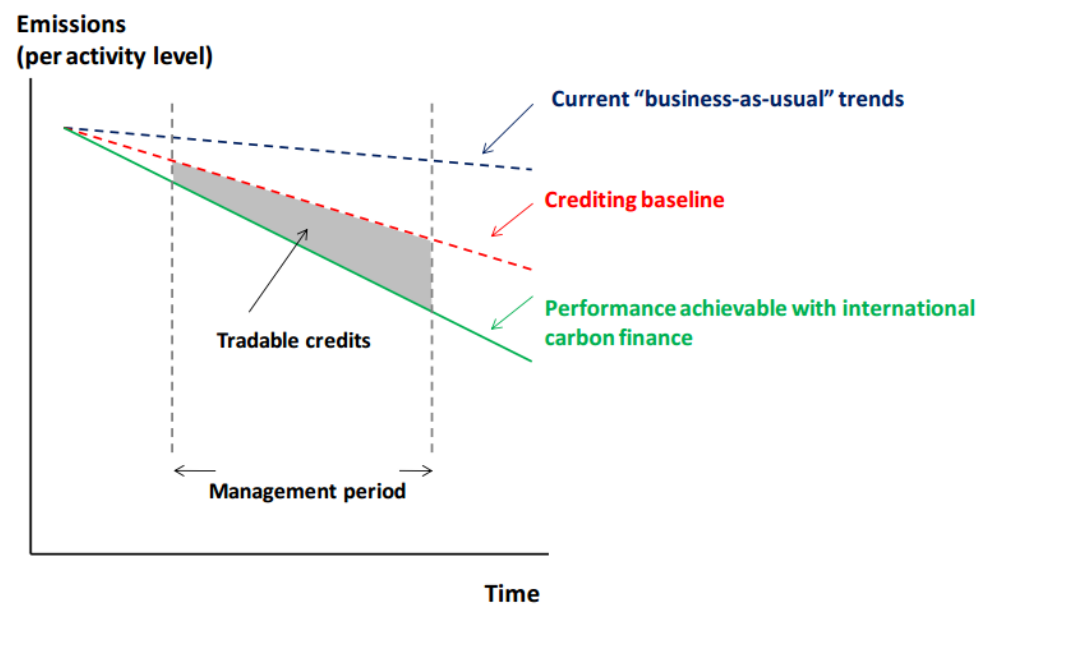 Emissions
(per activity level)
Current “business-as-usual” trends
Crediting baseline
Performance achievable with international
carbon finance
Tradable credits
Management period
Time